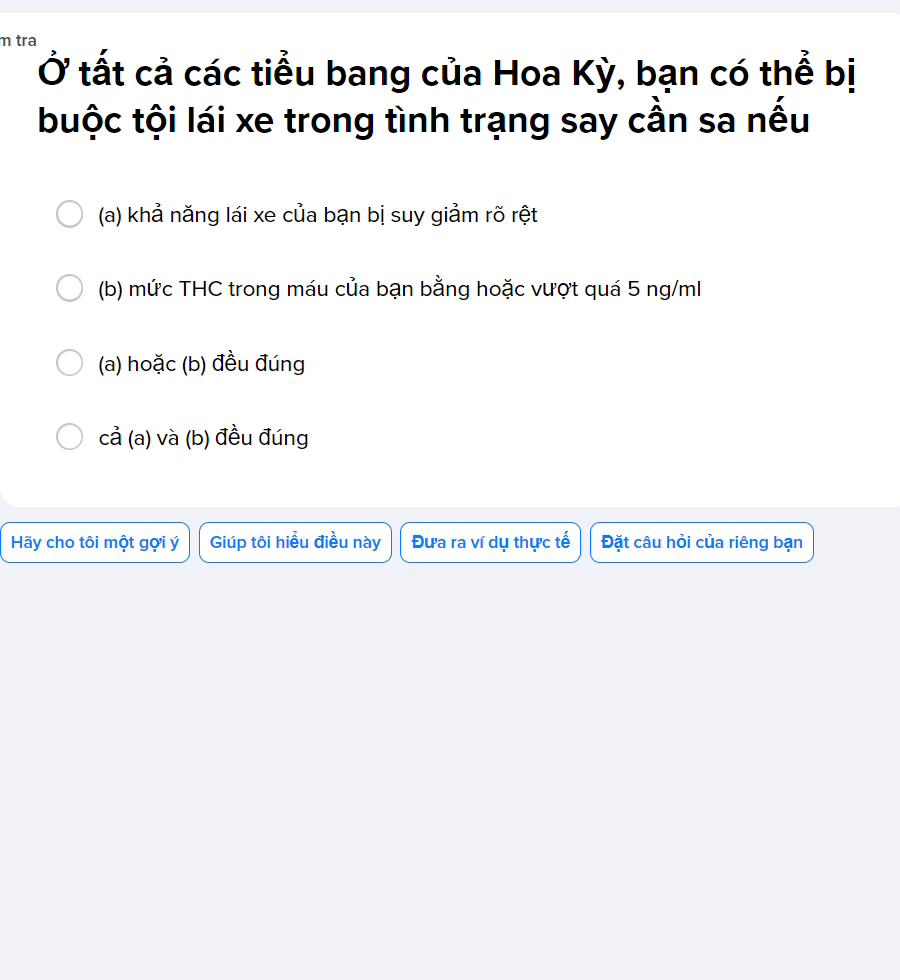 m tra
Ở tất cả các tiểu bang của Hoa Kỳ, bạn có thể bị
buộc tội lái xe trong tình trạng say cần sa nếu
(a) khả năng lái xe của bạn bị suy giảm rõ rệt
(b) mức THC trong máu của bạn bằng hoặc vượt quá 5 ng/ml
(a) hoặc (b) đều đúng
cả (a) và (b) đều đúng
Hãy cho tôi một gợi ý
Giúp tôi hiểu điều này
Đưa ra ví dụ thực tế
Đặt câu hỏi của riêng bạn